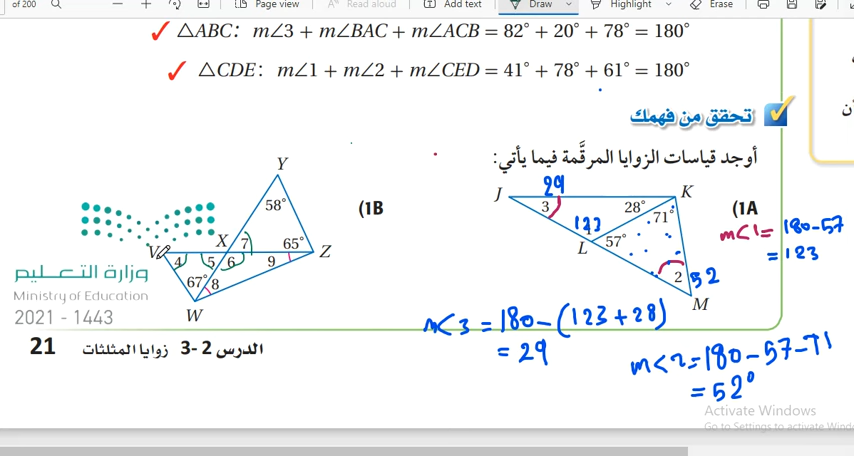 of 200
Page view
Read aloud
Add text
Draw
Highlight
Erase
△ABC: m∠3 + m∠BAC + m∠ACB = 82° + 20° + 78° = 180°
△CDE: m∠1 + m∠2 + m∠CED = 41° + 78° + 61° = 180°
تحقق من فهمك
أوجد قياسات الزوايا المرقَّمة فيما يأتي:
(1A
J
29
3
28°
K
71°
123
L
57°
2
52
M
m<1 = 180-57
= 123
m<3 = 180-(123+28)
= 29
m<2=180-57-71
= 52°
(1B
Y
58°
X
7
65°
Z
V
4
5
6
9
67°
8
W
وزارة التعليم
Ministry of Education
2021 - 1443
الدرس 2 -3 زوايا المثلثات 21
Activate Windows
Go to Settings to activate Wind